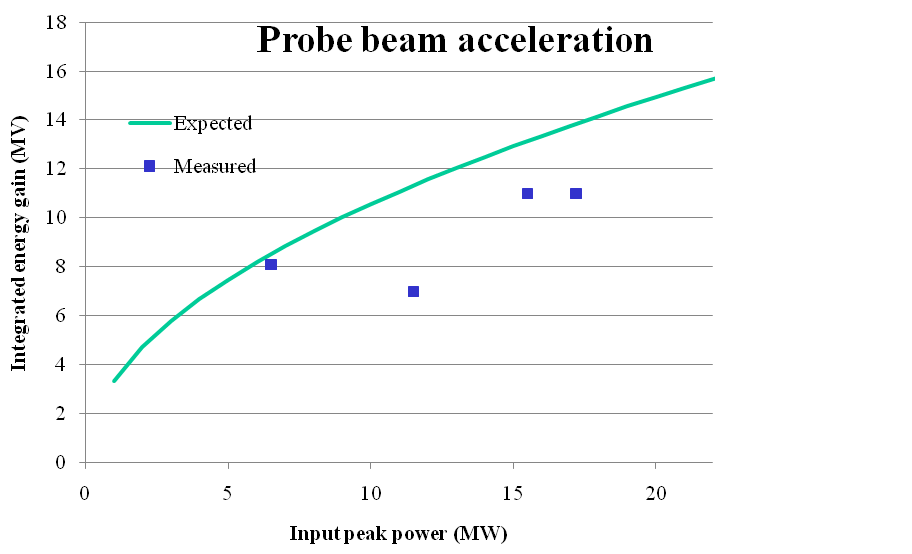 Probe beam acceleration
18
16
14
12
10
8
6
4
2
0
Expected
Measured
Integrated energy gain (MV)
0 5 10 15 20
Input peak power (MW)